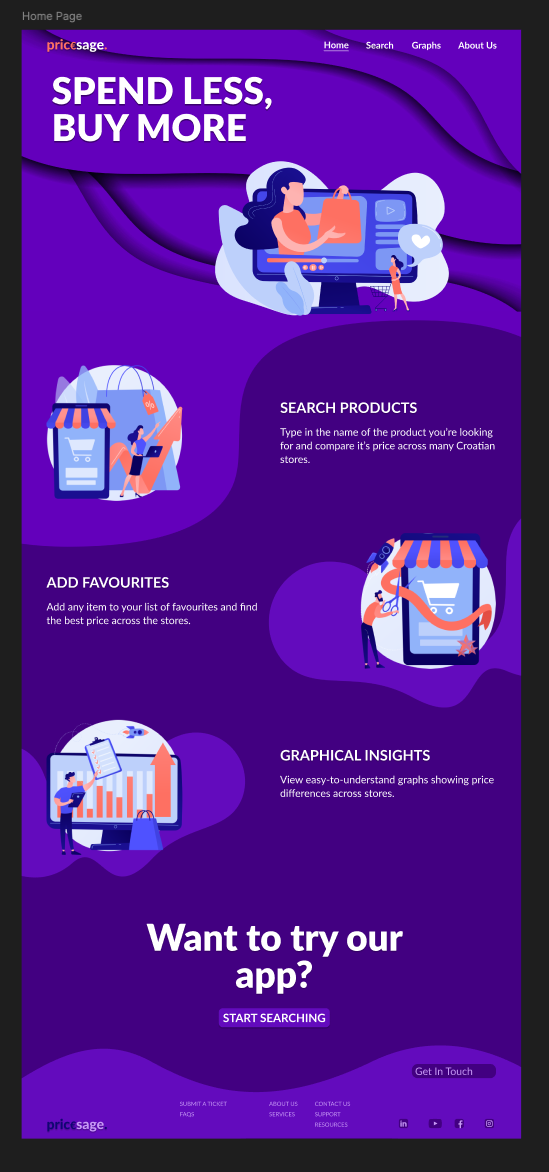 Home Page
pric€sage.
Home Search Graphs About Us
SPEND LESS,
BUY MORE
SEARCH PRODUCTS
Type in the name of the product you're looking
for and compare it's price across many Croatian
stores.
ADD FAVOURITES
Add any item to your list of favourites and find
the best price across the stores.
GRAPHICAL INSIGHTS
View easy-to-understand graphs showing price
differences across stores.
Want to try our
app?
START SEARCHING
Get In Touch
SUBMIT A TICKET ABOUT US CONTACT US
FAQS SERVICES SUPPORT
RESOURCES
pric€sage.